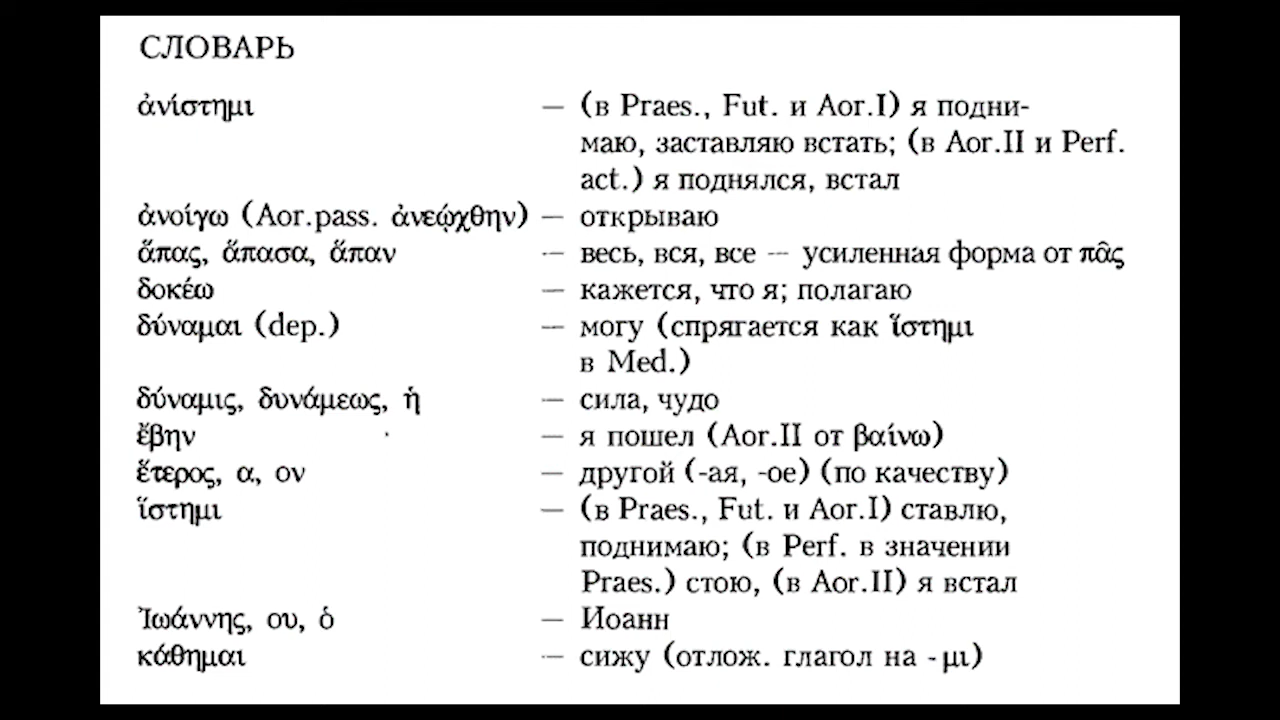 СЛОВАРЬ
ἀνίστημι — (в Praes., Fut. и Aor.I) я подни-
маю, заставляю встать; (в Aor.II и Perf.
act.) я поднялся, встал
ἀνοίγω (Aor.pass. ἀνεῴχθην) — открываю
ἅπας, ἅπασα, ἅπαν — весь, вся, все — усиленная форма от πᾶς
δοκέω — кажется, что я; полагаю
δύναμαι (dep.) — могу (спрягается как ἵστημι
в Med.)
δύναμις, δυνάμεως, ἡ — сила, чудо
ἔβην — я пошел (Aor.II от βαίνω)
ἕτερος, α, ον — другой (-ая, -ое) (по качеству)
ἵστημι — (в Praes., Fut. и Aor.I) ставлю,
поднимаю; (в Perf. в значении
Praes.) стою, (в Aor.II) я встал
Ἰωάννης, ου, ὁ — Иоанн
κάθημαι — сижу (отлож. глагол на -μι)